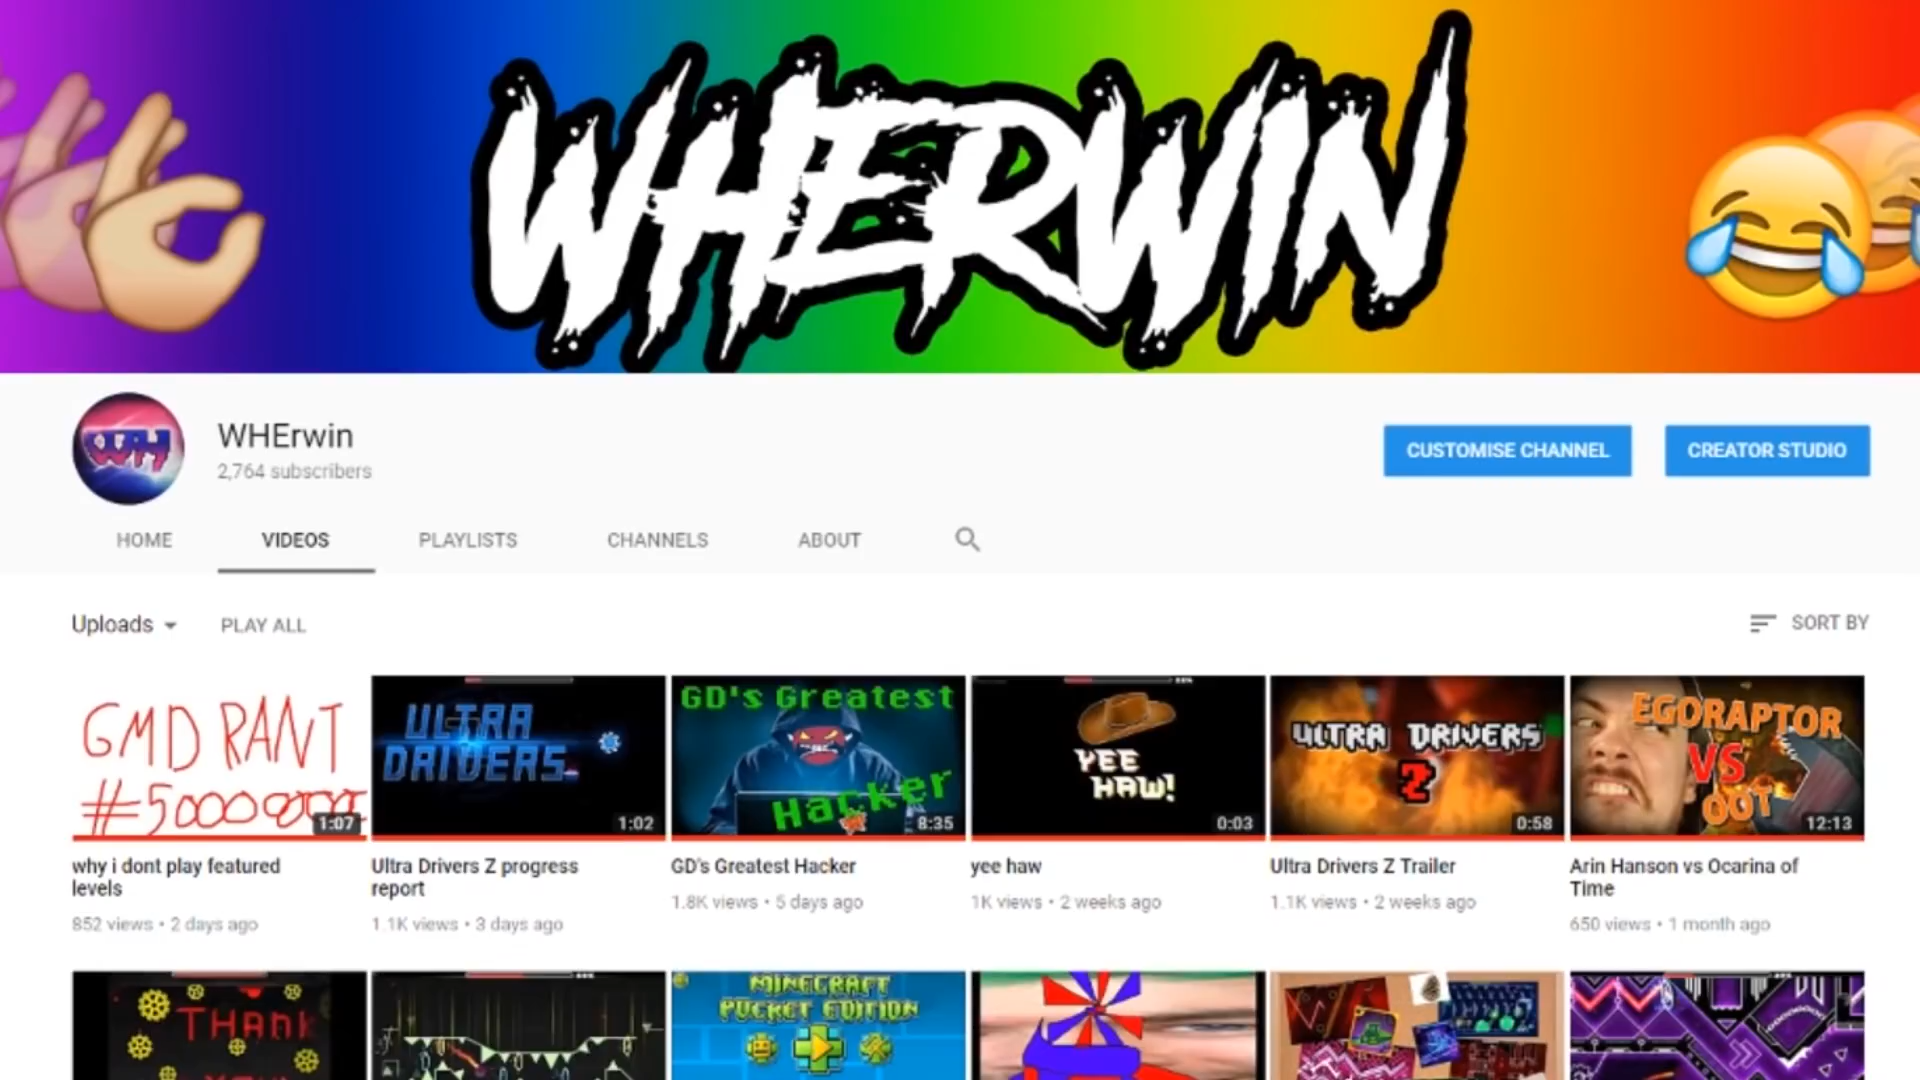 WHERWIN
WH
WHErwin
2,764 subscribers
CUSTOMISE CHANNEL
CREATOR STUDIO
HOME
VIDEOS
PLAYLISTS
CHANNELS
ABOUT
Uploads
PLAY ALL
SORT BY
GMD RANT
1:07
ULTRA
DRIVERS
1:02
GD's Greatest
Hacker
8:35
YEE
HAW!
0:03
ULTRA DRIVERS
Z
0:58
EGORAPTOR
VS
OOT
12:13
why i dont play featured
levels
852 views • 2 days ago
Ultra Drivers Z progress
report
1.1K views • 3 days ago
GD's Greatest Hacker
1.8K views • 5 days ago
yee haw
1K views • 2 weeks ago
Ultra Drivers Z Trailer
1.1K views • 2 weeks ago
Arin Hanson vs Ocarina of
Time
650 views • 1 month ago
THANK
MINECRAFT
POCKET EDITION